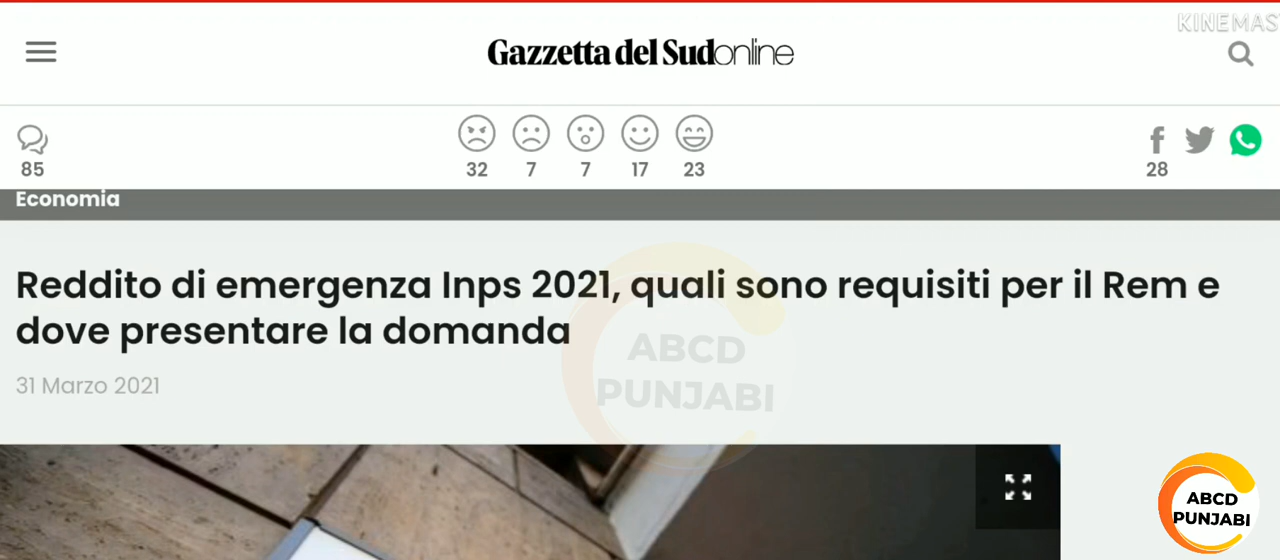 KINEMAS
Gazzetta del Sudonline
85
32 7 7 17 23
28
Economia
Reddito di emergenza Inps 2021, quali sono requisiti per il Rem e
dove presentare la domanda
31 Marzo 2021
ABCD
PUNJABI
ABCD
PUNJABI